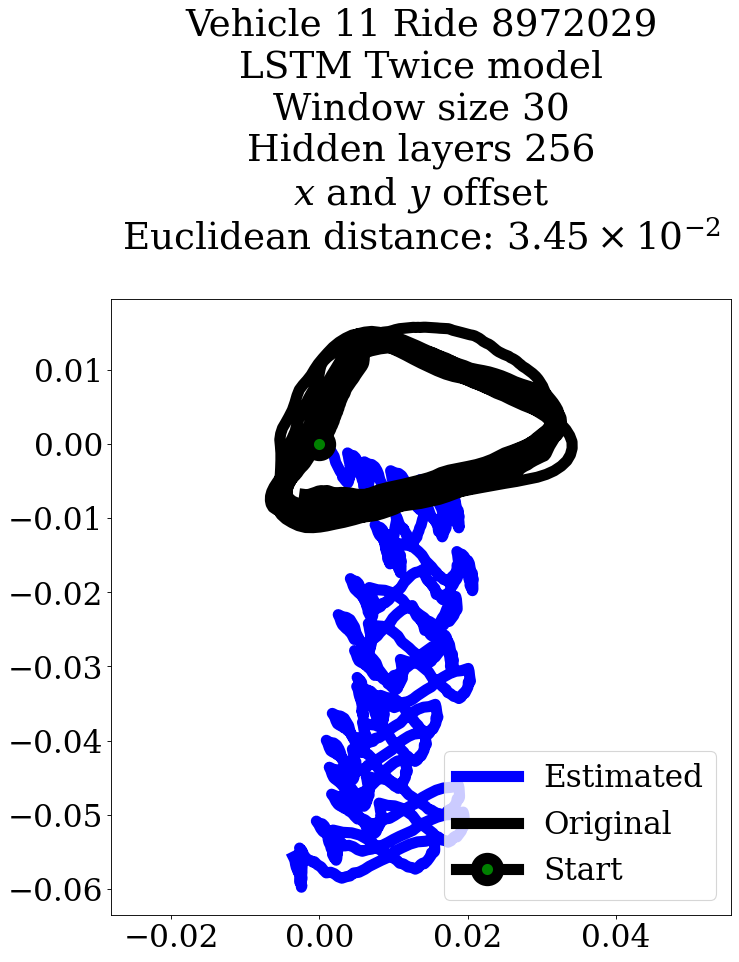 Vehicle 11 Ride 8972029
LSTM Twice model
Window size 30
Hidden layers 256
x and y offset
Euclidean distance: 3.45 × 10⁻²
0.01
0.00
−0.01
−0.02
−0.03
−0.04
−0.05
−0.06
Estimated
Original
Start
−0.02 0.00 0.02 0.04